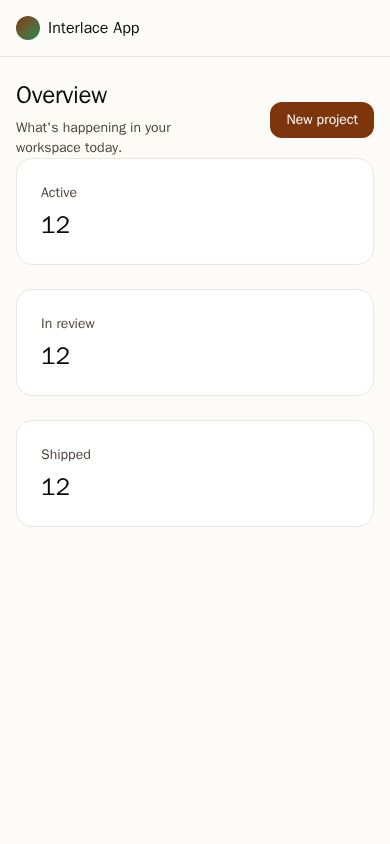 Interlace App
Overview
What's happening in your
workspace today.
New project
Active
12
In review
12
Shipped
12